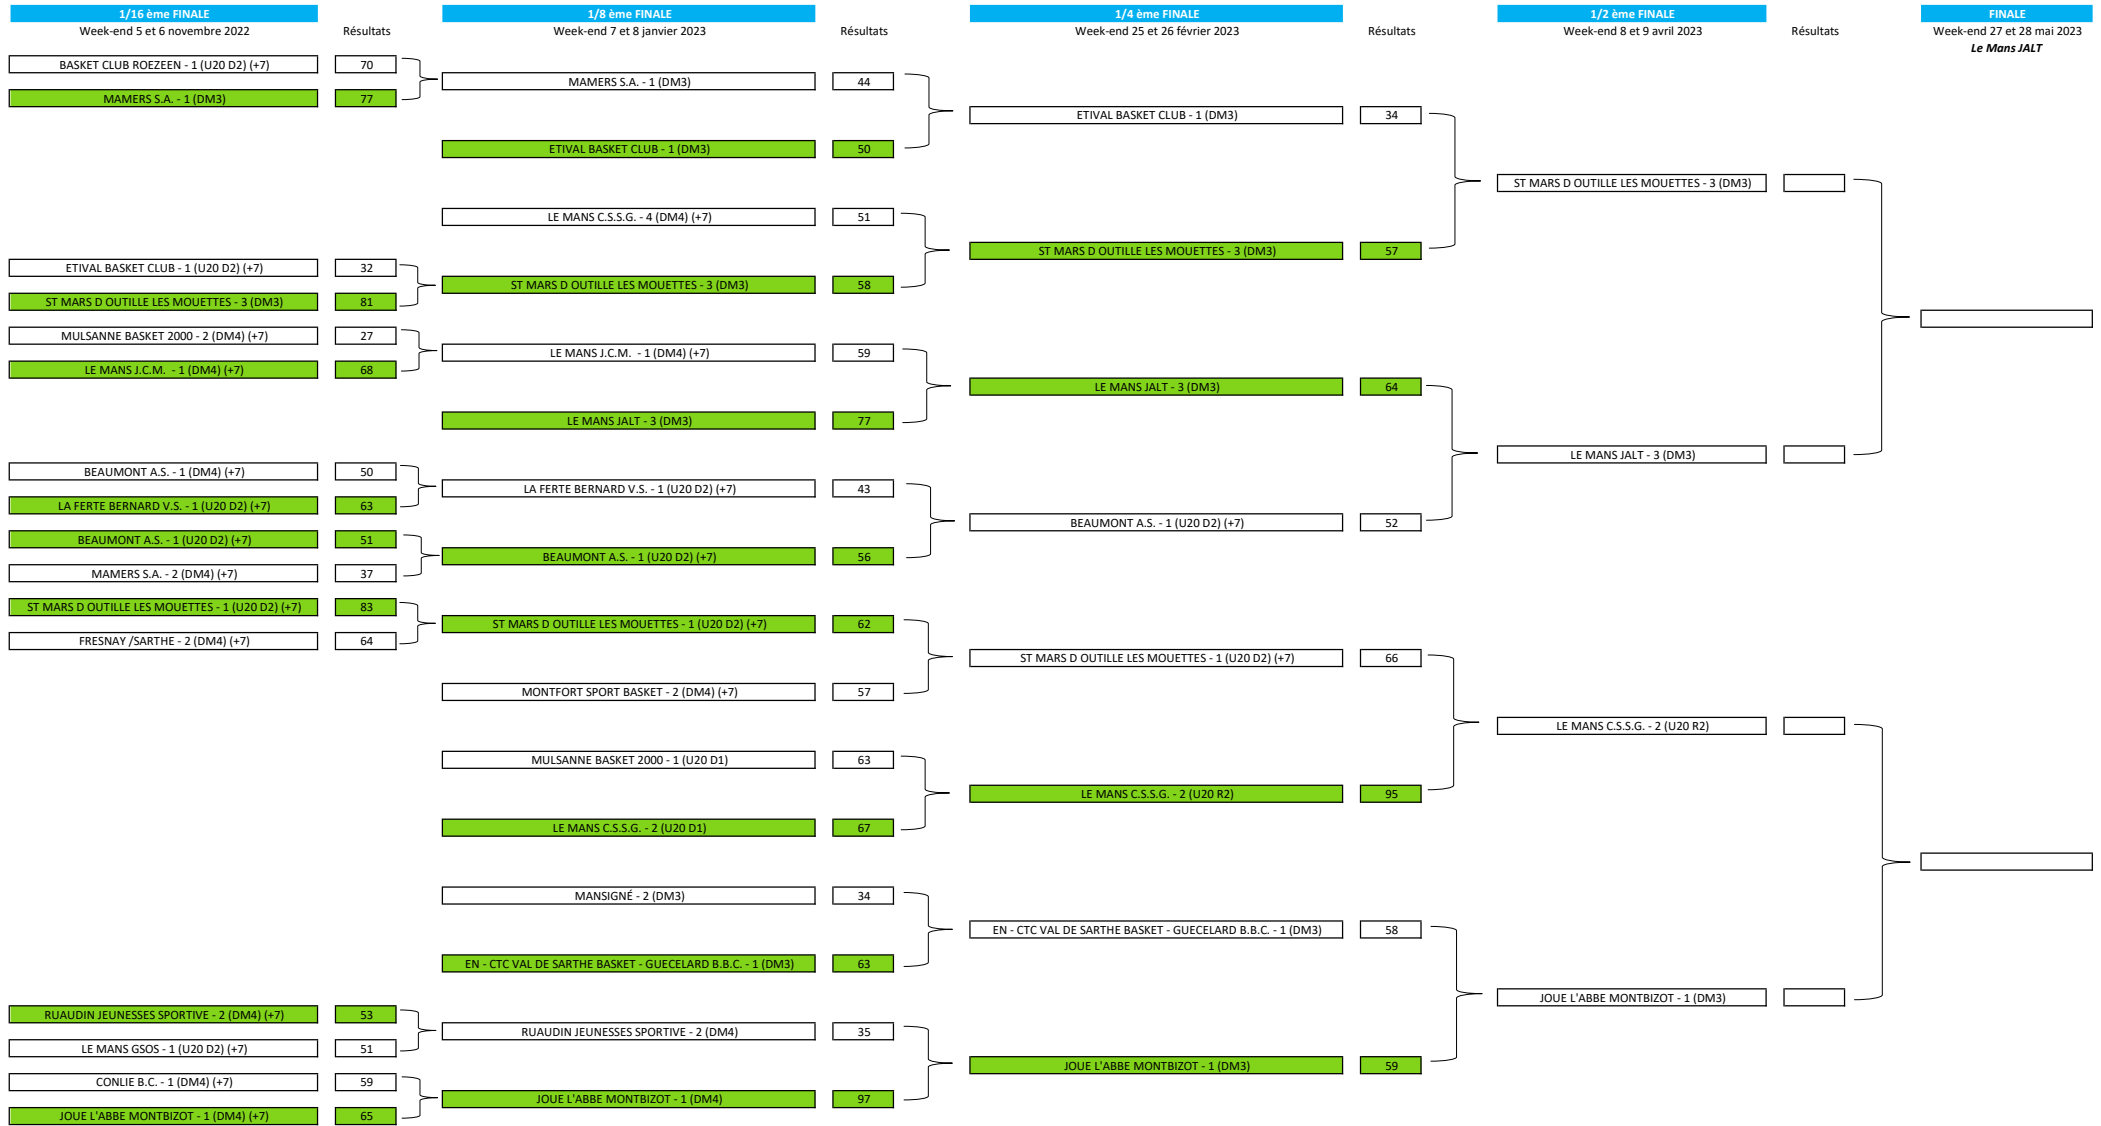 1/16 ème FINALE
Week-end 5 et 6 novembre 2022
Résultats
BASKET CLUB ROEZEEN - 1 (U20 D2) (+7) 70
MAMERS S.A. - 1 (DM3) 77
ETIVAL BASKET CLUB - 1 (U20 D2) (+7) 32
ST MARS D OUTILLE LES MOUETTES - 3 (DM3) 81
MULSANNE BASKET 2000 - 2 (DM4) (+7) 27
LE MANS J.C.M. - 1 (DM4) (+7) 68
BEAUMONT A.S. - 1 (DM4) (+7) 50
LA FERTE BERNARD V.S. - 1 (U20 D2) (+7) 63
BEAUMONT A.S. - 1 (U20 D2) (+7) 51
MAMERS S.A. - 2 (DM4) (+7) 37
ST MARS D OUTILLE LES MOUETTES - 1 (U20 D2) (+7) 83
FRESNAY /SARTHE - 2 (DM4) (+7) 64
RUAUDIN JEUNESSES SPORTIVE - 2 (DM4) (+7) 53
LE MANS GSOS - 1 (U20 D2) (+7) 51
CONLIE B.C. - 1 (DM4) (+7) 59
JOUE L'ABBE MONTBIZOT - 1 (DM4) (+7) 65
1/8 ème FINALE
Week-end 7 et 8 janvier 2023
Résultats
MAMERS S.A. - 1 (DM3) 44
ETIVAL BASKET CLUB - 1 (DM3) 50
LE MANS C.S.S.G. - 4 (DM4) (+7) 51
ST MARS D OUTILLE LES MOUETTES - 3 (DM3) 58
LE MANS J.C.M. - 1 (DM4) (+7) 59
LE MANS JALT - 3 (DM3) 77
LA FERTE BERNARD V.S. - 1 (U20 D2) (+7) 43
BEAUMONT A.S. - 1 (U20 D2) (+7) 56
ST MARS D OUTILLE LES MOUETTES - 1 (U20 D2) (+7) 62
MONTFORT SPORT BASKET - 2 (DM4) (+7) 57
MULSANNE BASKET 2000 - 1 (U20 D1) 63
LE MANS C.S.S.G. - 2 (U20 D1) 67
MANSIGNÉ - 2 (DM3) 34
EN - CTC VAL DE SARTHE BASKET - GUECELARD B.B.C. - 1 (DM3) 63
RUAUDIN JEUNESSES SPORTIVE - 2 (DM4) 35
JOUE L'ABBE MONTBIZOT - 1 (DM4) 97
1/4 ème FINALE
Week-end 25 et 26 février 2023
Résultats
ETIVAL BASKET CLUB - 1 (DM3) 34
ST MARS D OUTILLE LES MOUETTES - 3 (DM3) 57
LE MANS JALT - 3 (DM3) 64
BEAUMONT A.S. - 1 (U20 D2) (+7) 52
ST MARS D OUTILLE LES MOUETTES - 1 (U20 D2) (+7) 66
LE MANS C.S.S.G. - 2 (U20 R2) 95
EN - CTC VAL DE SARTHE BASKET - GUECELARD B.B.C. - 1 (DM3) 58
JOUE L'ABBE MONTBIZOT - 1 (DM3) 59
1/2 ème FINALE
Week-end 8 et 9 avril 2023
Résultats
ST MARS D OUTILLE LES MOUETTES - 3 (DM3)
LE MANS JALT - 3 (DM3)
LE MANS C.S.S.G. - 2 (U20 R2)
JOUE L'ABBE MONTBIZOT - 1 (DM3)
FINALE
Week-end 27 et 28 mai 2023
Le Mans JALT